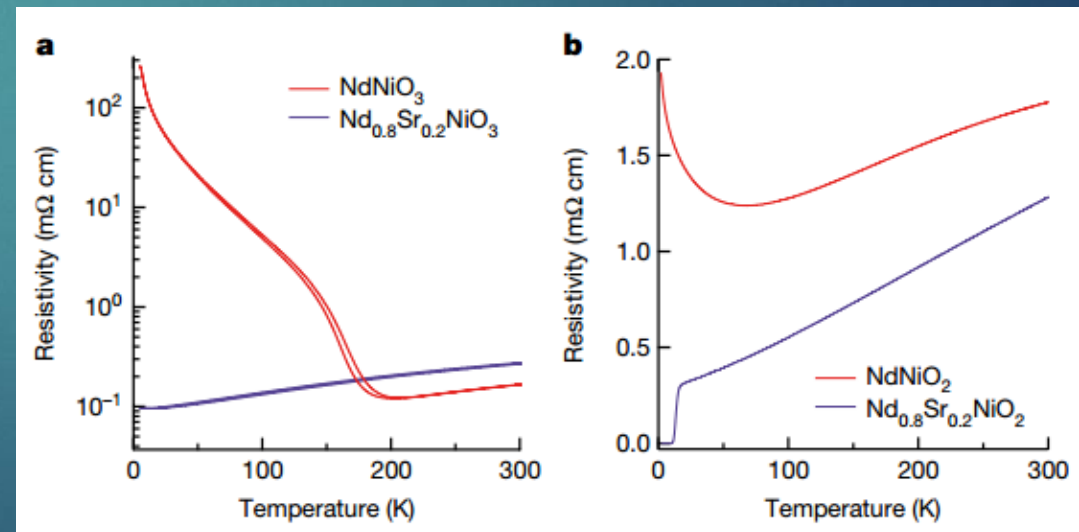 a
Resistivity (mΩ cm)
10²
10¹
10⁰
10⁻¹
NdNiO₃
Nd₀.₈Sr₀.₂NiO₃
0 100 200 300
Temperature (K)
b
Resistivity (mΩ cm)
2.0
1.5
1.0
0.5
0.0
NdNiO₂
Nd₀.₈Sr₀.₂NiO₂
0 100 200 300
Temperature (K)